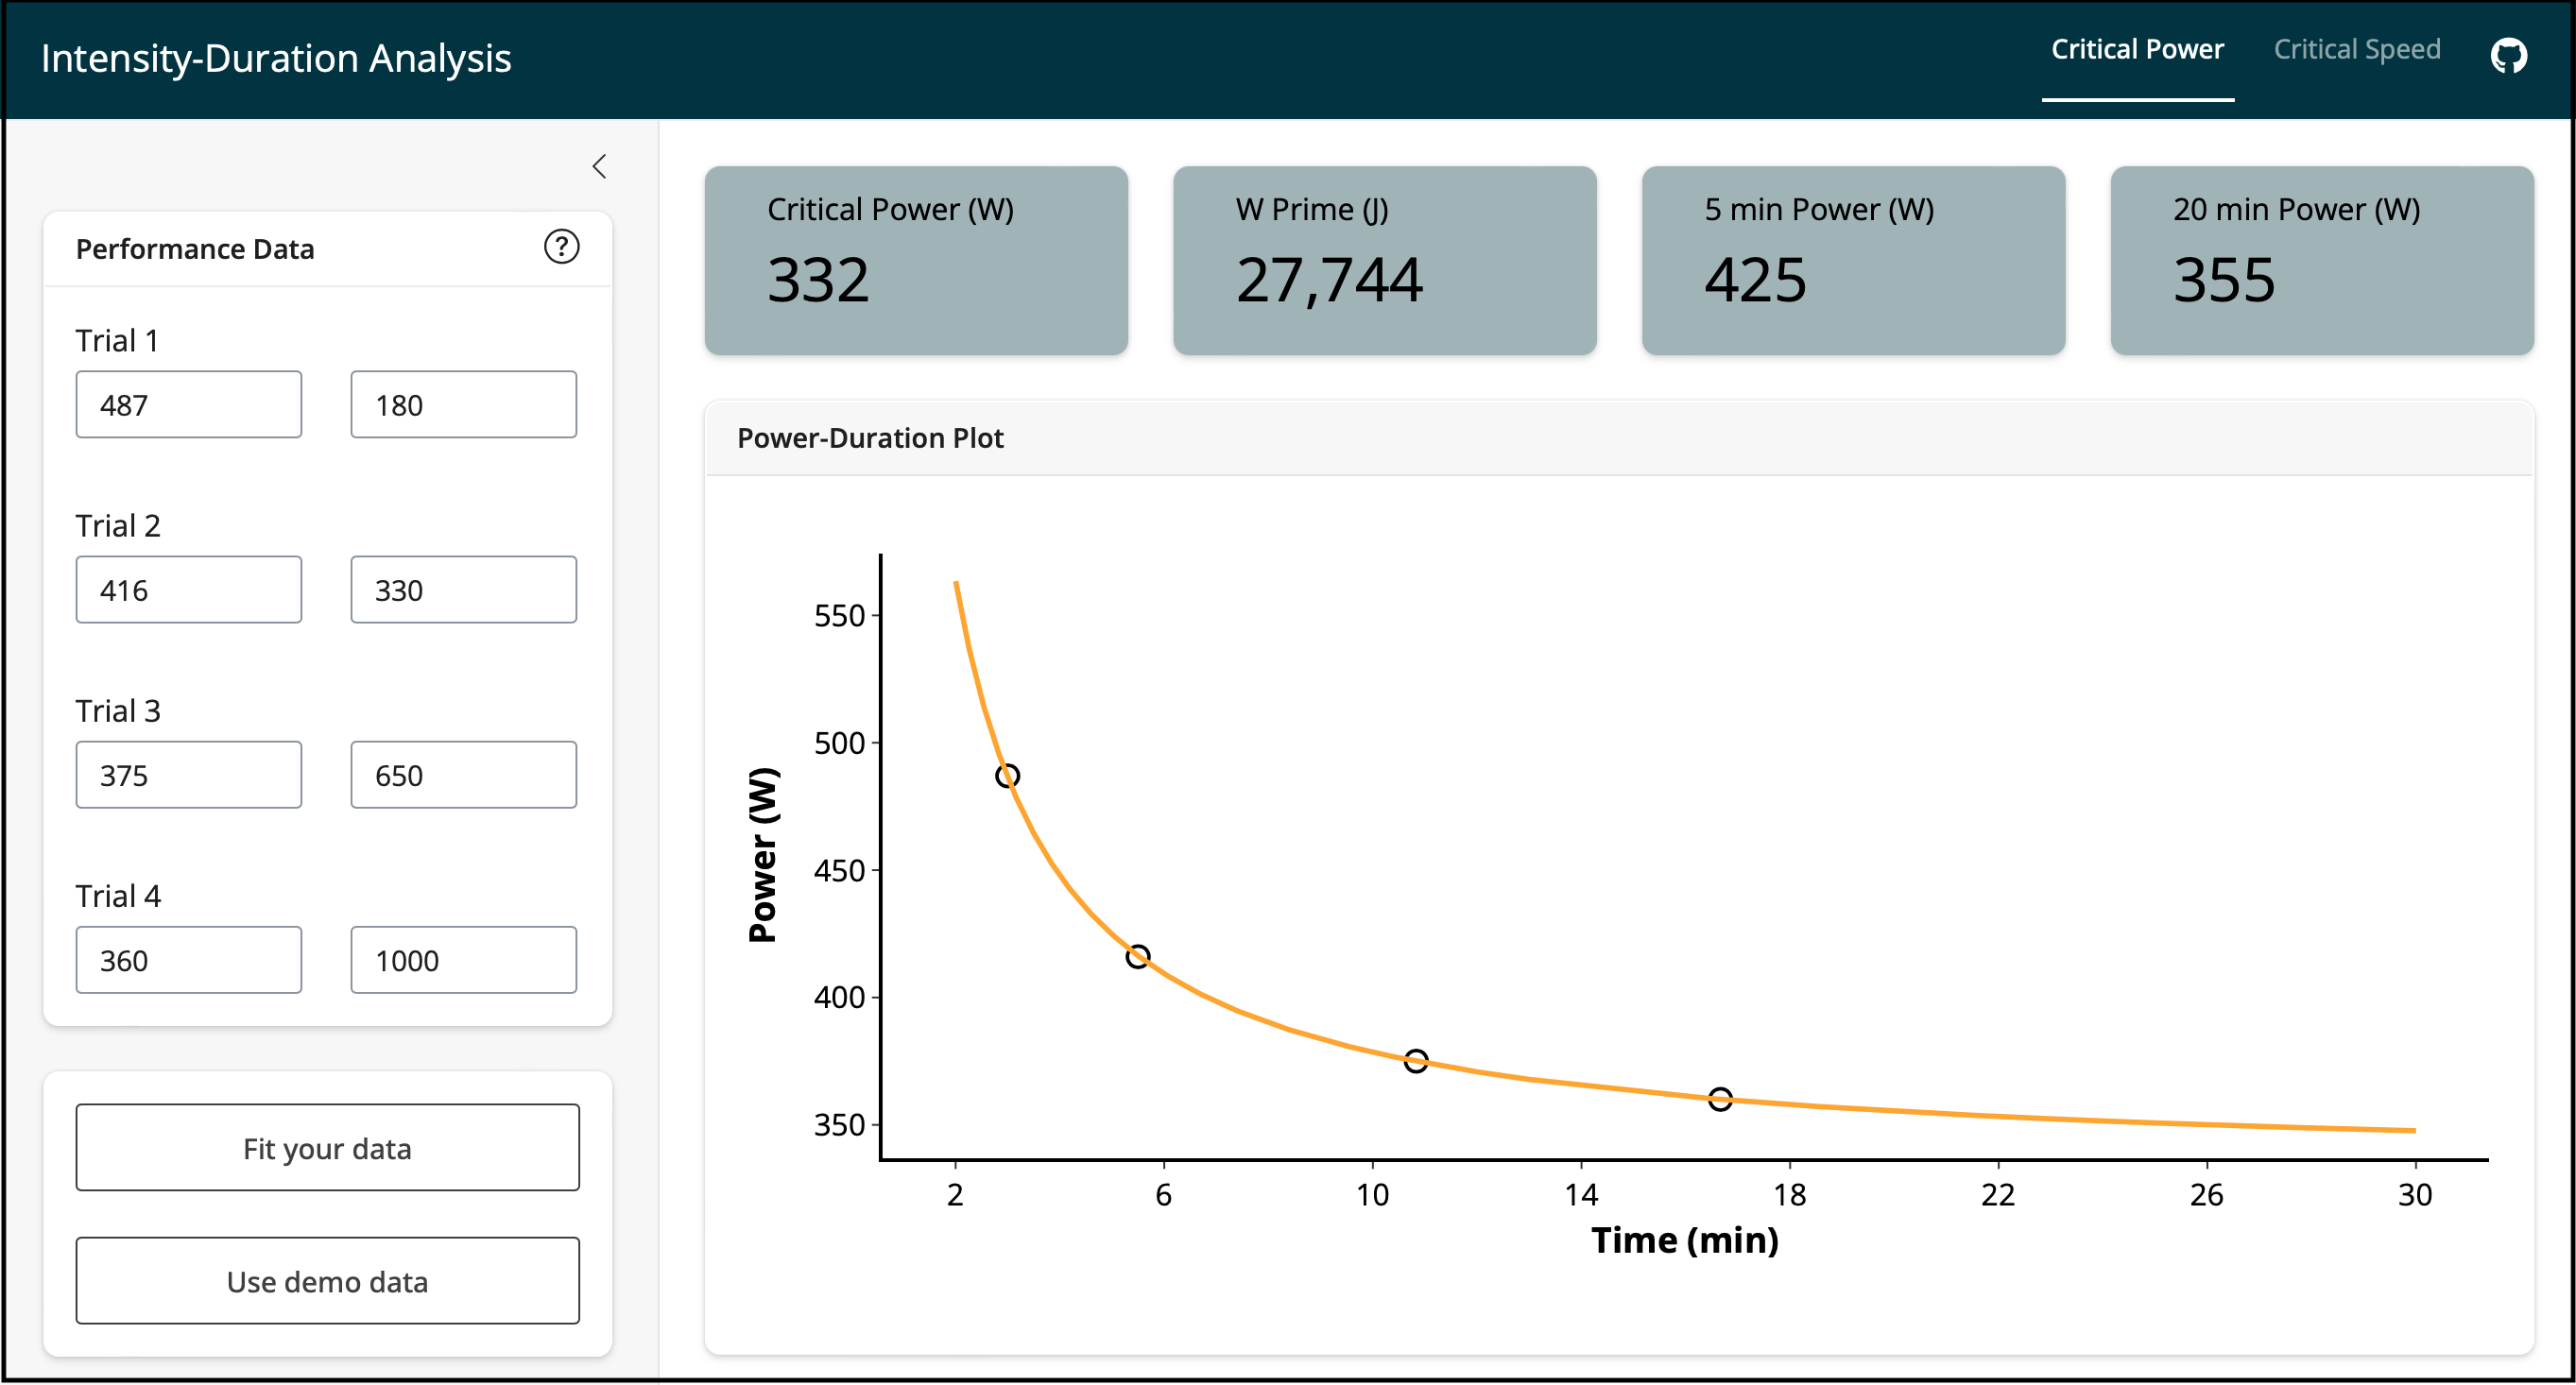 Intensity-Duration Analysis
Critical Power
Critical Speed
Performance Data
?
Trial 1
487 180
Trial 2
416 330
Trial 3
375 650
Trial 4
360 1000
Fit your data
Use demo data
Critical Power (W)
332
W Prime (J)
27,744
5 min Power (W)
425
20 min Power (W)
355
Power-Duration Plot
Power (W)
550
500
450
400
350
2 6 10 14 18 22 26 30
Time (min)